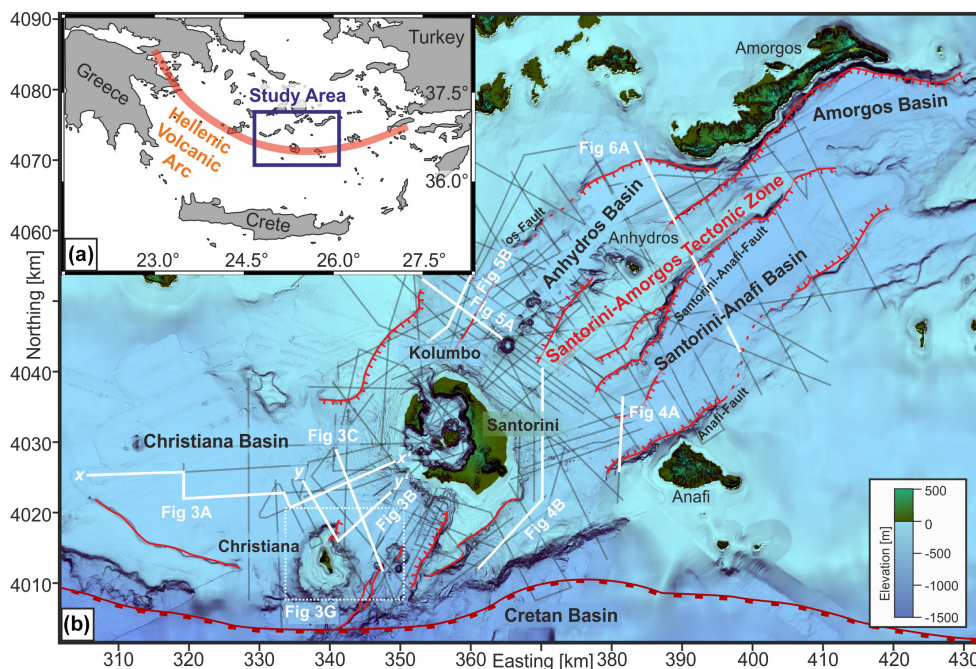 4090
4080
4070
4060
4050
4040
4030
4020
4010
Northing [km]
Greece
Turkey
Study Area
Hellenic
Volcanic
Arc
Crete
37.5°
36.0°
(a)
23.0°
24.5°
26.0°
27.5°
Amorgos
Amorgos Basin
Fig 6A
os-Fault
Anhydros Basin
Anhydros
Santorini-Amorgos Tectonic Zone
Santorini-Anafi-Fault
Santorini-Anafi Basin
Fig 5B
Fig 5A
Kolumbo
Santorini
Fig 4A
Anafi-Fault
Anafi
Christiana Basin
Fig 3C
x
y
x'
y'
Fig 3A
Fig 3B
Fig 4B
Christiana
Fig 3G
Cretan Basin
(b)
Elevation [m]
500
0
-500
-1000
-1500
310
320
330
340
350
360
Easting [km]
380
390
400
410
420
430